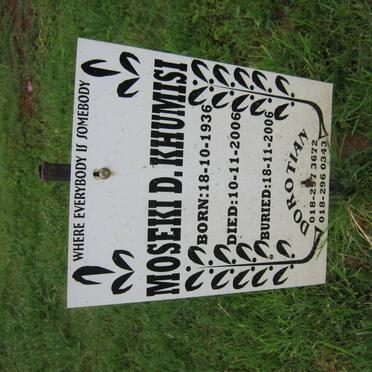 WHERE EVERYBODY IS SOMEBODY
MOSEKI D. KHUMISI
BORN:18-10-1936
DIED:10-11-2006
BURIED:18-11-2006
DOROTIAN
018-297 3672
018-296 0343